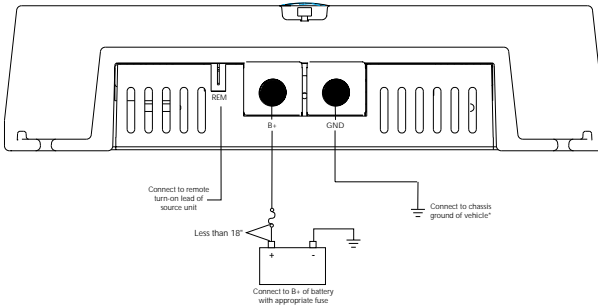 REM
B+
GND
Connect to remote
turn-on lead of
source unit
Connect to chassis
ground of vehicle*
Less than 18"
+ -
Connect to B+ of battery
with appropriate fuse